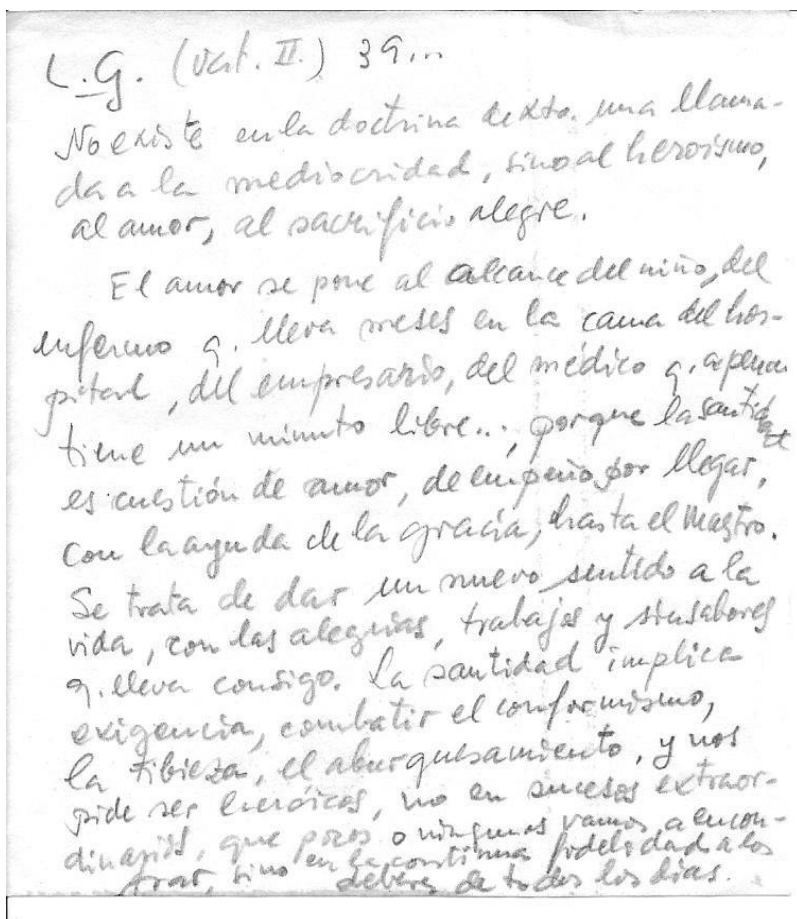 L.G. (Vat. II.) 39...
No existe en la doctrina de Xto. una llama-
da a la mediocridad, sino al heroísmo,
al amor, al sacrificio alegre.
El amor se pone al alcance del niño, del
enfermo q. lleva meses en la cama del hos-
pital, del empresario, del médico q. apenas
tiene un minuto libre..., porque la santidad
es cuestión de amor, de empeño por llegar,
con la ayuda de la gracia, hasta el Maestro.
Se trata de dar un nuevo sentido a la
vida, con las alegrías, trabajos y sinsabores
q. lleva consigo. La santidad implica
exigencia, combatir el conformismo,
la tibieza, el aburguesamiento, y nos
pide ser heróicos, no en sucesos extraor-
dinarios, que pocos o ningunos vamos a encon-
trar, sino en la continua fidelidad a los
deberes de todos los días.